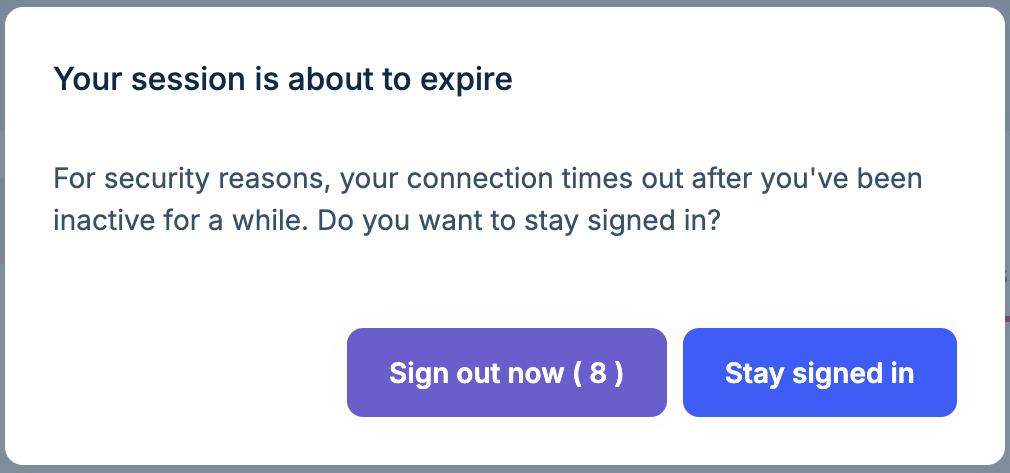 Your session is about to expire
For security reasons, your connection times out after you've been
inactive for a while. Do you want to stay signed in?
Sign out now ( 8 )
Stay signed in